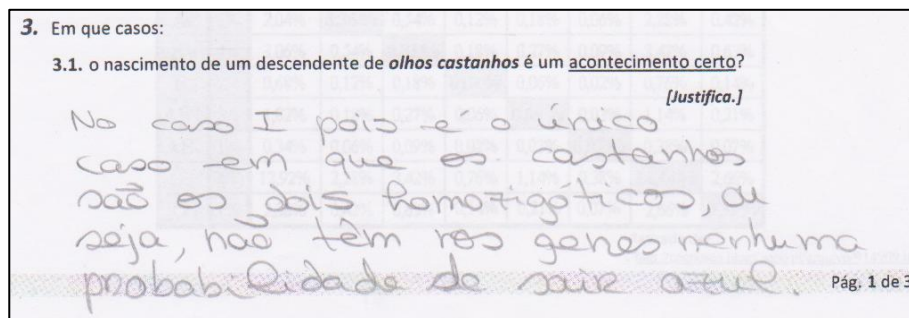 3. Em que casos:
3.1. o nascimento de um descendente de olhos castanhos é um acontecimento certo?
[Justifica.]
No caso I pois é o único
caso em que os castanhos
são os dois homozigóticos, ou
seja, não têm nos genes nenhuma
probabilidade de sair azul.
Pág. 1 de 3